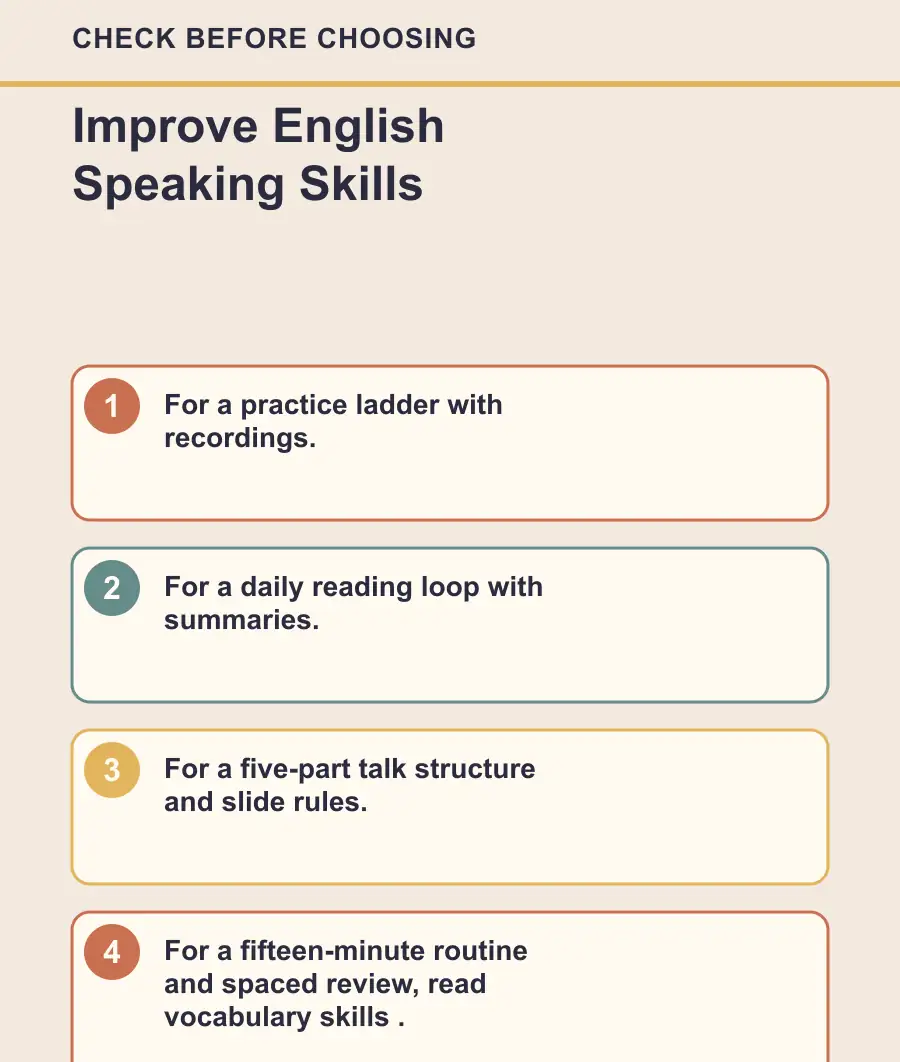 CHECK BEFORE CHOOSING
Improve English
Speaking Skills
1
For a practice ladder with
recordings.
2
For a daily reading loop with
summaries.
3
For a five-part talk structure
and slide rules.
4
For a fifteen-minute routine
and spaced review, read
vocabulary skills .